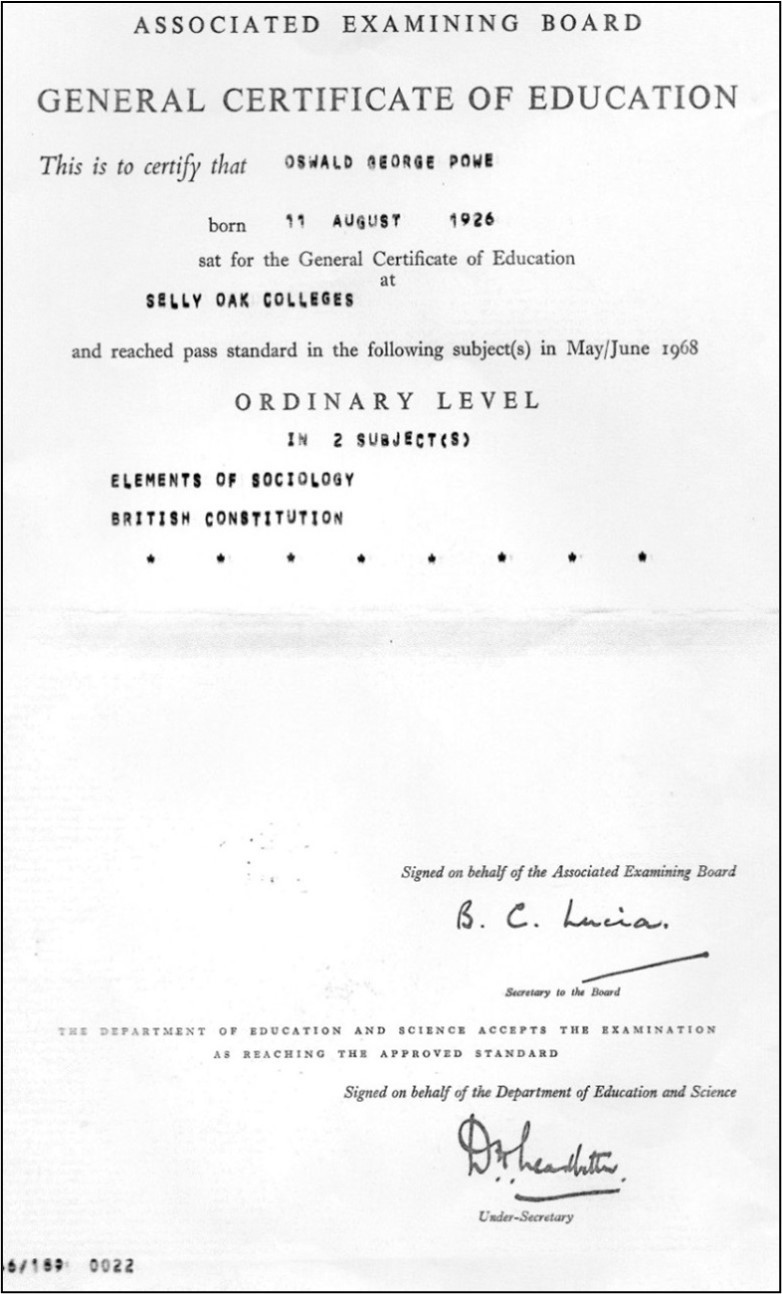 ASSOCIATED EXAMINING BOARD
GENERAL CERTIFICATE OF EDUCATION
This is to certify that OSWALD GEORGE POWE
born 11 AUGUST 1926
sat for the General Certificate of Education
at
SELLY OAK COLLEGES
and reached pass standard in the following subject(s) in May/June 1968
ORDINARY LEVEL
IN 2 SUBJECT(S)
ELEMENTS OF SOCIOLOGY
BRITISH CONSTITUTION
* * * * * * * *
Signed on behalf of the Associated Examining Board
B. C. Lucia.
Secretary to the Board
THE DEPARTMENT OF EDUCATION AND SCIENCE ACCEPTS THE EXAMINATION
AS REACHING THE APPROVED STANDARD
Signed on behalf of the Department of Education and Science
Under-Secretary
0022